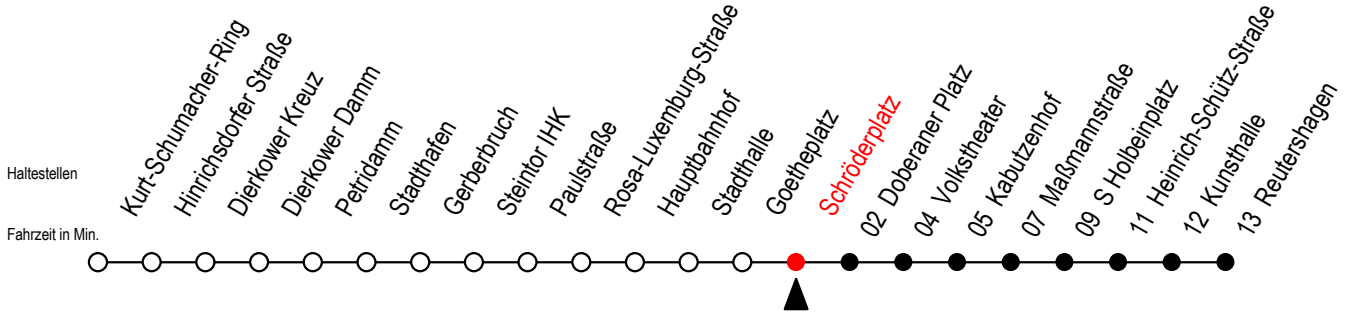 Haltestellen
Fahrzeit in Min.
Kurt-Schumacher-Ring
Hinrichsdorfer Straße
Dierkower Kreuz
Dierkower Damm
Petridamm
Stadthafen
Gerberbruch
Steintor IHK
Paulstraße
Rosa-Luxemburg-Straße
Hauptbahnhof
Stadthalle
Goetheplatz
Schröderplatz
02 Doberaner Platz
04 Volkstheater
05 Kabutzenhof
07 Maßmannstraße
09 S Holbeinplatz
11 Heinrich-Schütz-Straße
12 Kunsthalle
13 Reutershagen